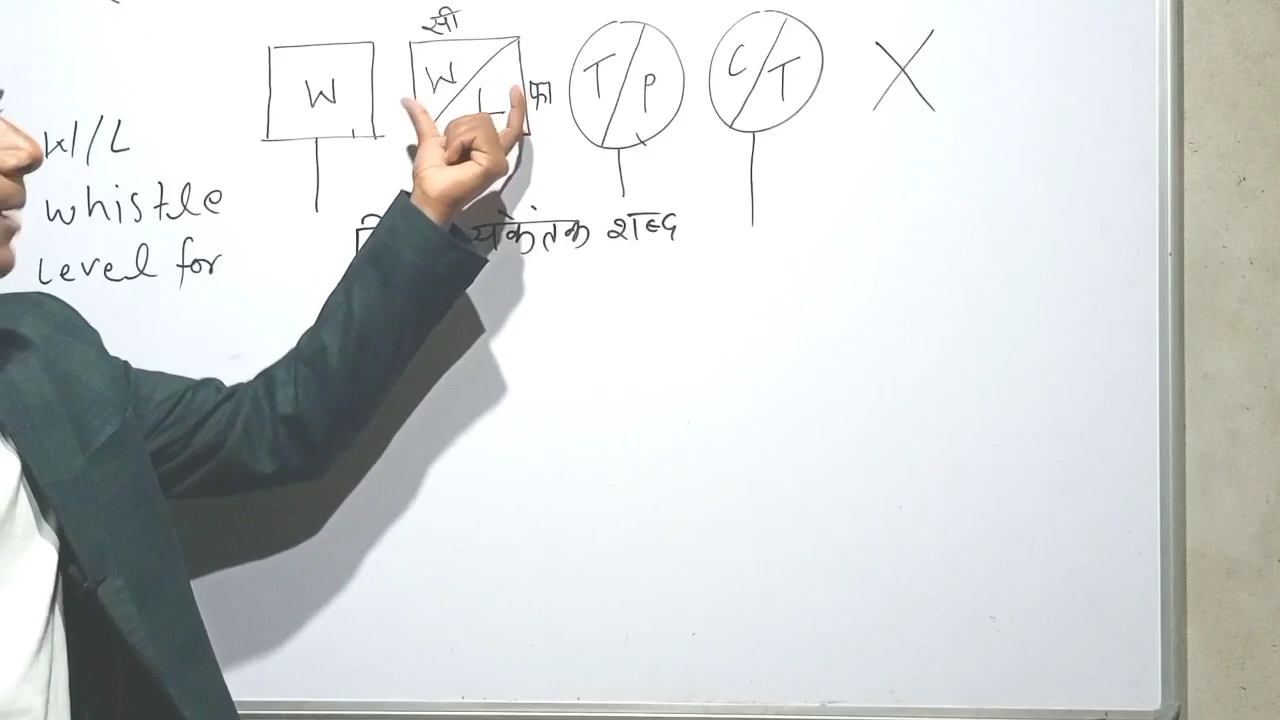 सी
W
W/L
फा
T/P
C/T
X
W/L
whistle
level for
संकेतक शब्द